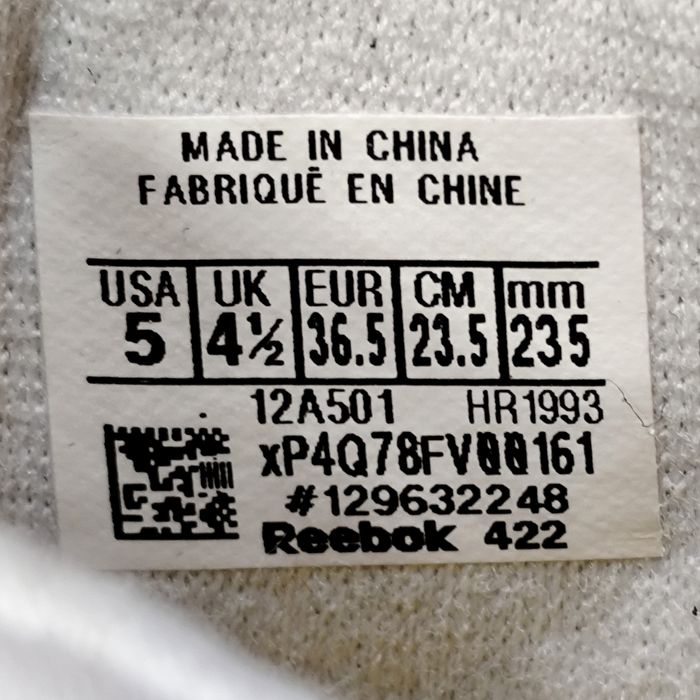 MADE IN CHINA
FABRIQUĒ EN CHINE
USA UK EUR CM mm
5 4½ 36.5 23.5 235
12A501 HR1993
xP4Q78FV00161
#129632248
Reebok 422